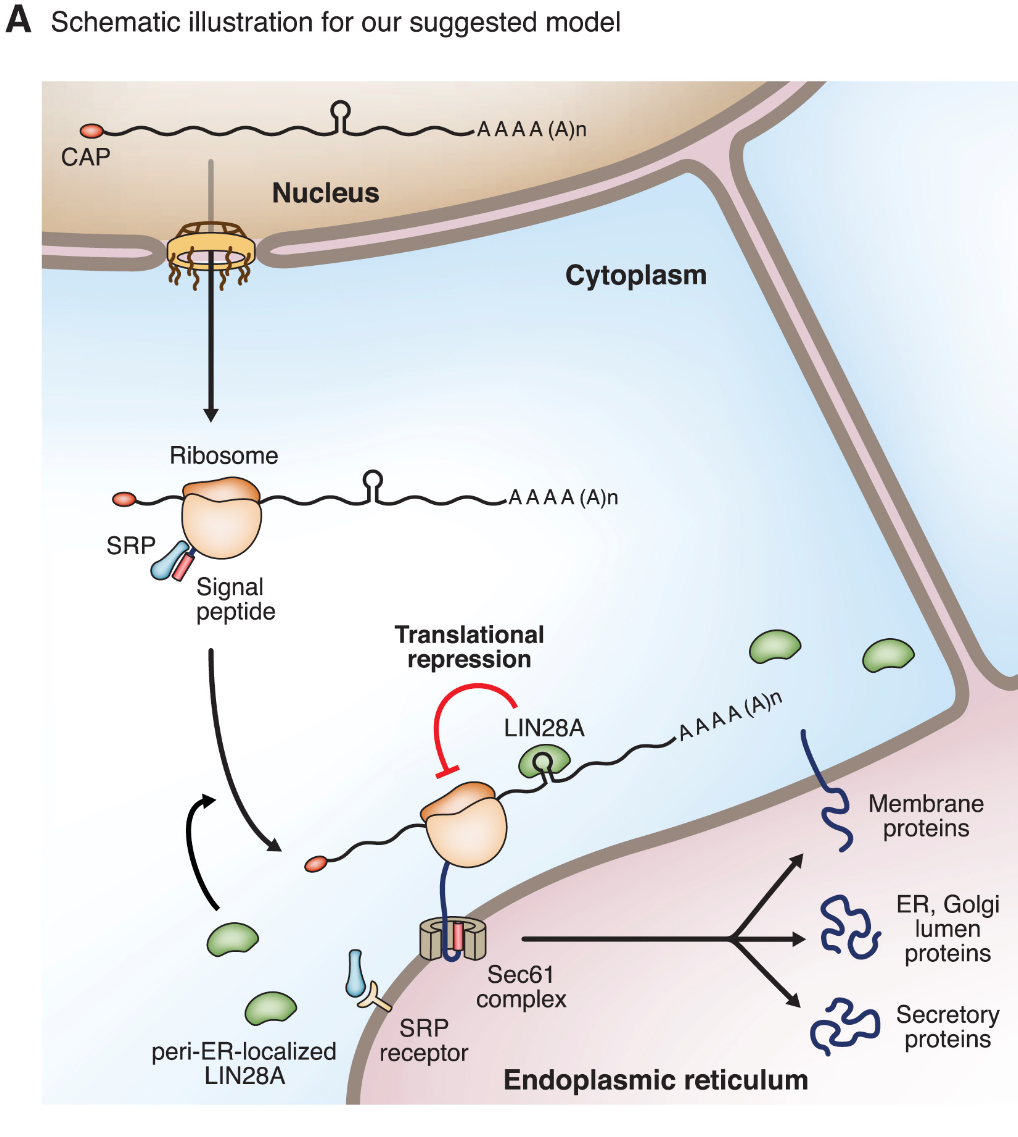 A Schematic illustration for our suggested model
AAAA (A)n
CAP
Nucleus
Cytoplasm
Ribosome
AAAA (A)n
SRP
Signal
peptide
Translational
repression
LIN28A
AAAA (A)n
Membrane
proteins
ER, Golgi
lumen
proteins
Sec61
complex
Secretory
proteins
SRP
receptor
peri-ER-localized
LIN28A
Endoplasmic reticulum